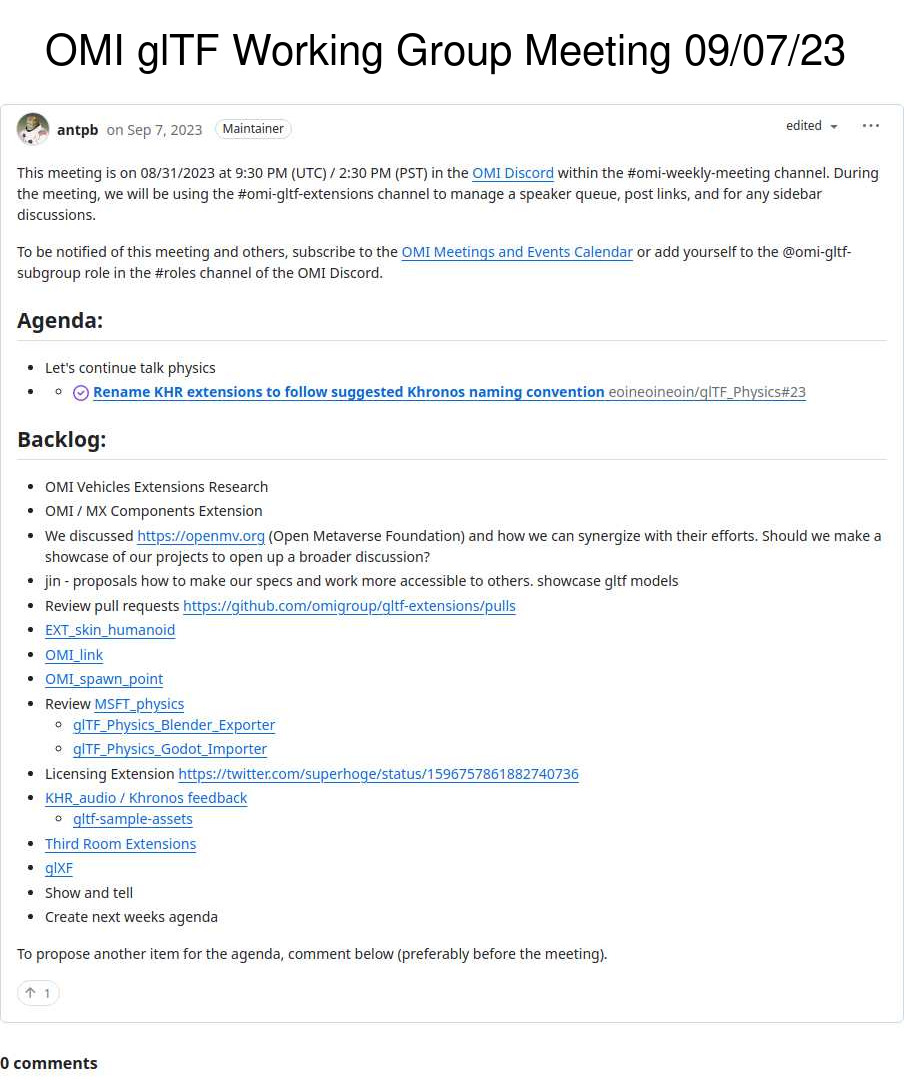 OMI glTF Working Group Meeting 09/07/23
antpb on Sep 7, 2023 Maintainer
edited
This meeting is on 08/31/2023 at 9:30 PM (UTC) / 2:30 PM (PST) in the OMI Discord within the #omi-weekly-meeting channel. During
the meeting, we will be using the #omi-gltf-extensions channel to manage a speaker queue, post links, and for any sidebar
discussions.
To be notified of this meeting and others, subscribe to the OMI Meetings and Events Calendar or add yourself to the @omi-gltf-
subgroup role in the #roles channel of the OMI Discord.
Agenda:
Let's continue talk physics
Rename KHR extensions to follow suggested Khronos naming convention eoineoineoin/glTF_Physics#23
Backlog:
OMI Vehicles Extensions Research
OMI / MX Components Extension
We discussed https://openmv.org (Open Metaverse Foundation) and how we can synergize with their efforts. Should we make a
showcase of our projects to open up a broader discussion?
jin - proposals how to make our specs and work more accessible to others. showcase gltf models
Review pull requests https://github.com/omigroup/gltf-extensions/pulls
EXT_skin_humanoid
OMI_link
OMI_spawn_point
Review MSFT_physics
glTF_Physics_Blender_Exporter
glTF_Physics_Godot_Importer
Licensing Extension https://twitter.com/superhoge/status/1596757861882740736
KHR_audio / Khronos feedback
gltf-sample-assets
Third Room Extensions
glXF
Show and tell
Create next weeks agenda
To propose another item for the agenda, comment below (preferably before the meeting).
1
0 comments